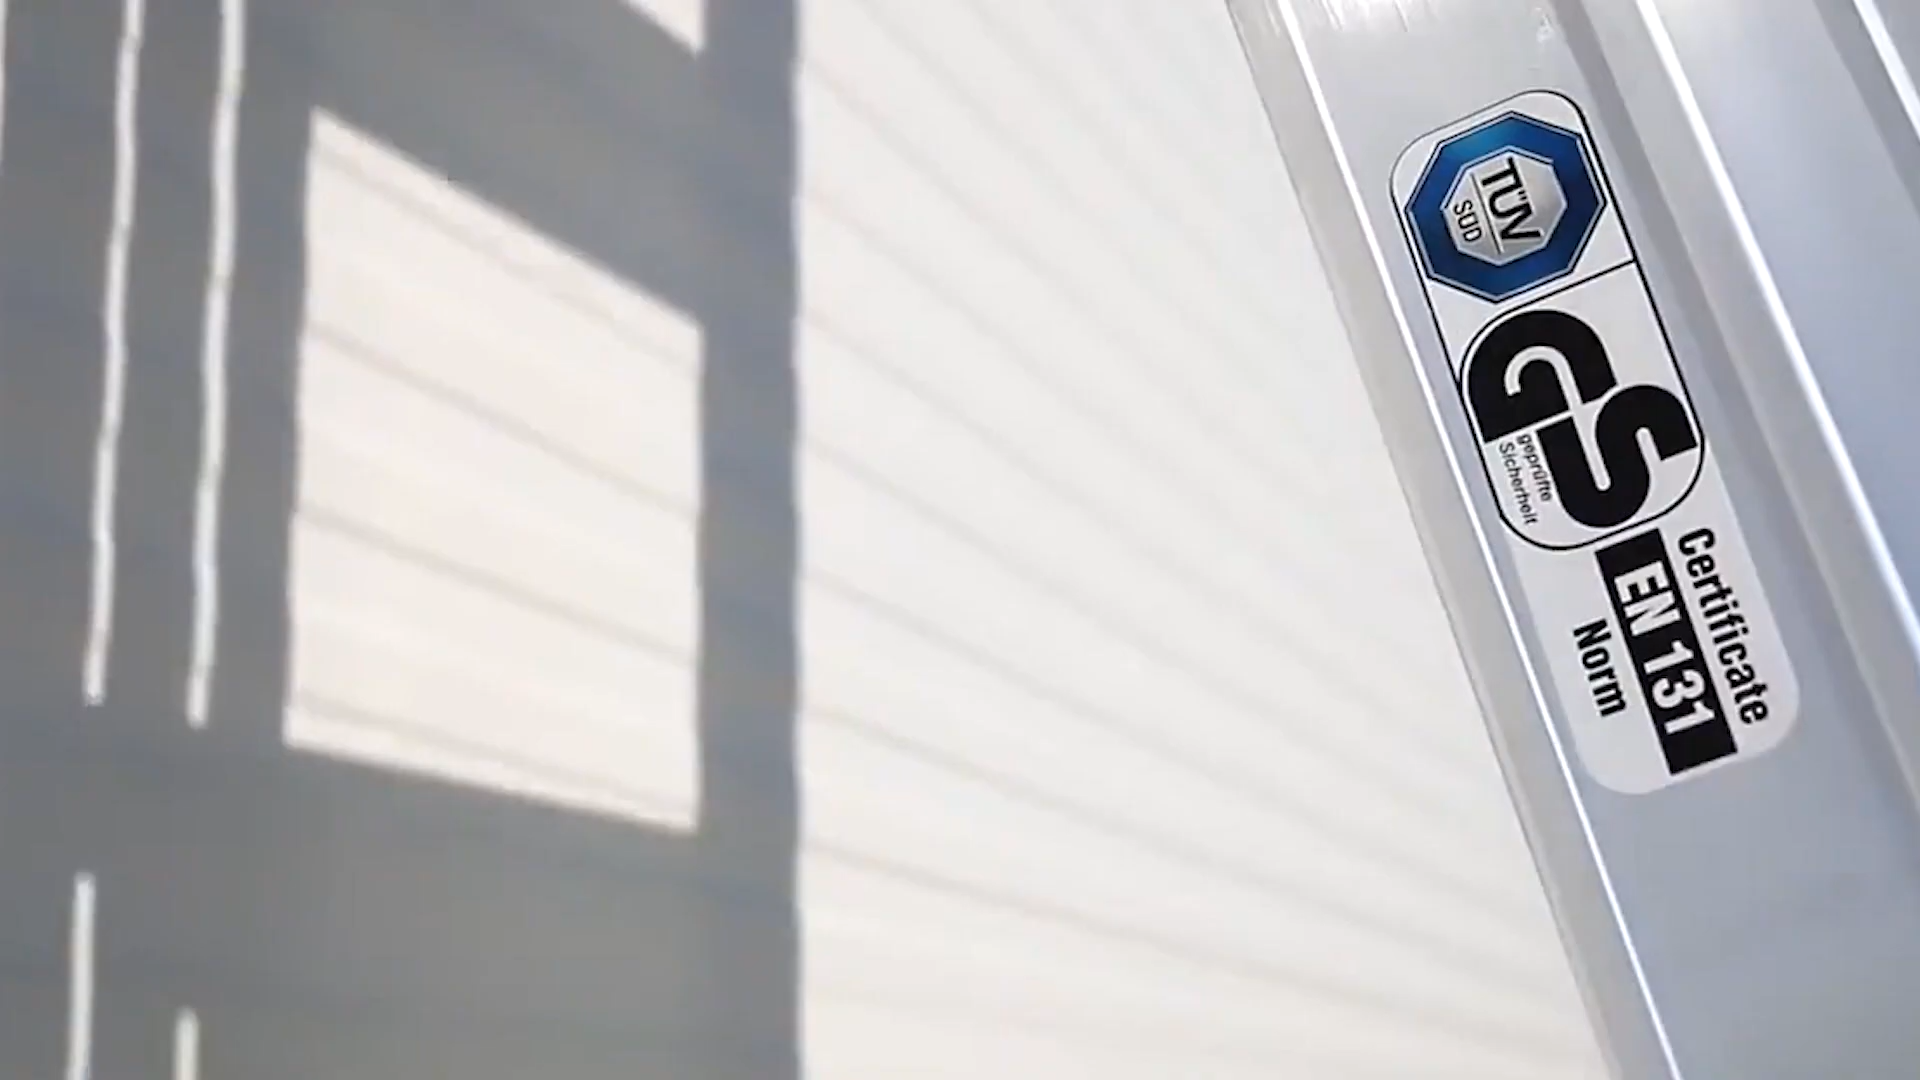 TÜV
SÜD
GS
geprüfte
Sicherheit
Certificate
EN 131
Norm